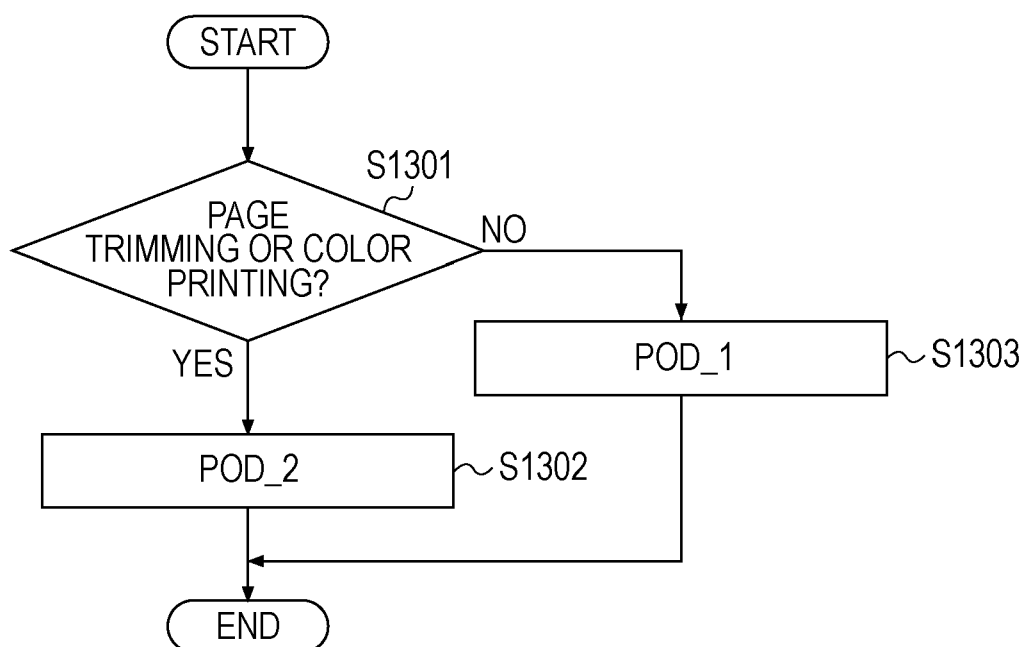 START
S1301
PAGE
TRIMMING OR COLOR
PRINTING?
NO
YES
POD_1
S1303
POD_2
S1302
END